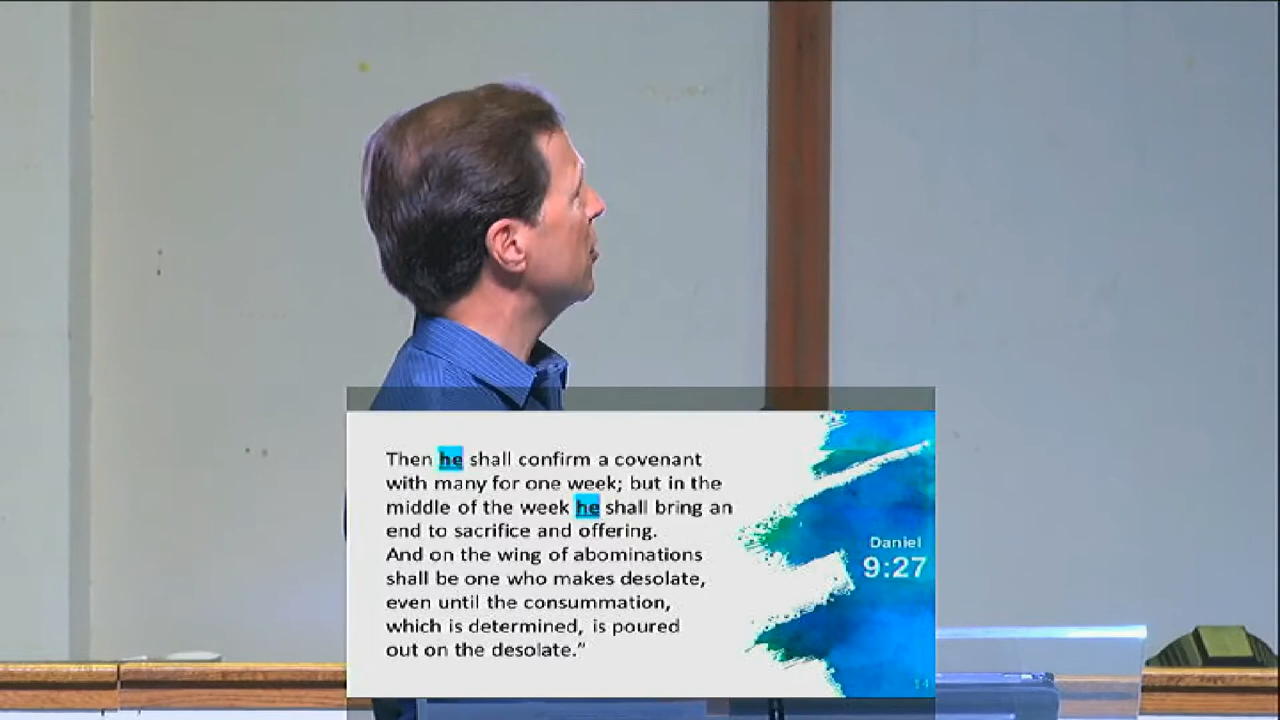 Then he shall confirm a covenant
with many for one week; but in the
middle of the week he shall bring an
end to sacrifice and offering.
And on the wing of abominations
shall be one who makes desolate,
even until the consummation,
which is determined, is poured
out on the desolate.”
Daniel
9:27
14